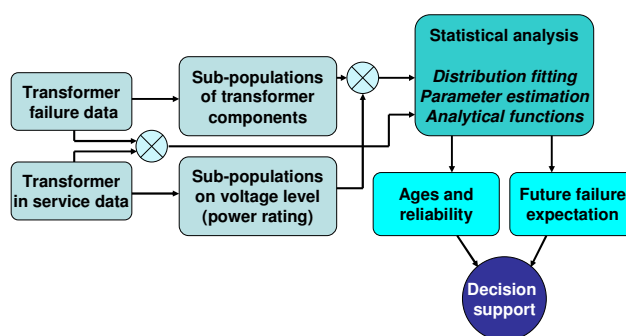 Transformer
failure data
Transformer
in service data
Sub-populations
of transformer
components
Sub-populations
on voltage level
(power rating)
Statistical analysis
Distribution fitting
Parameter estimation
Analytical functions
Ages and
reliability
Future failure
expectation
Decision
support